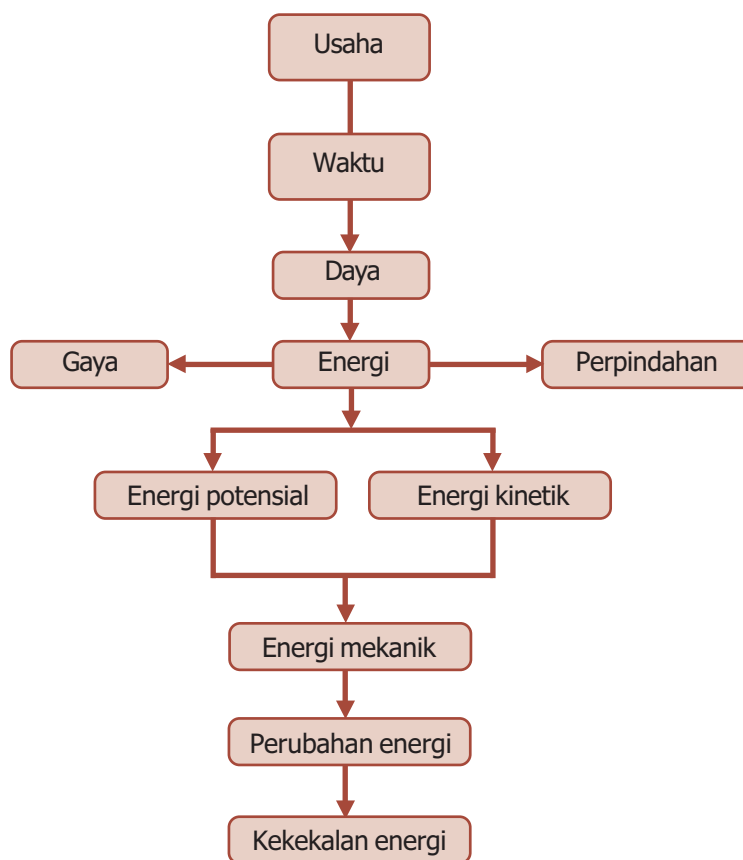 Usaha
Waktu
Daya
Gaya
Energi
Perpindahan
Energi potensial
Energi kinetik
Energi mekanik
Perubahan energi
Kekekalan energi